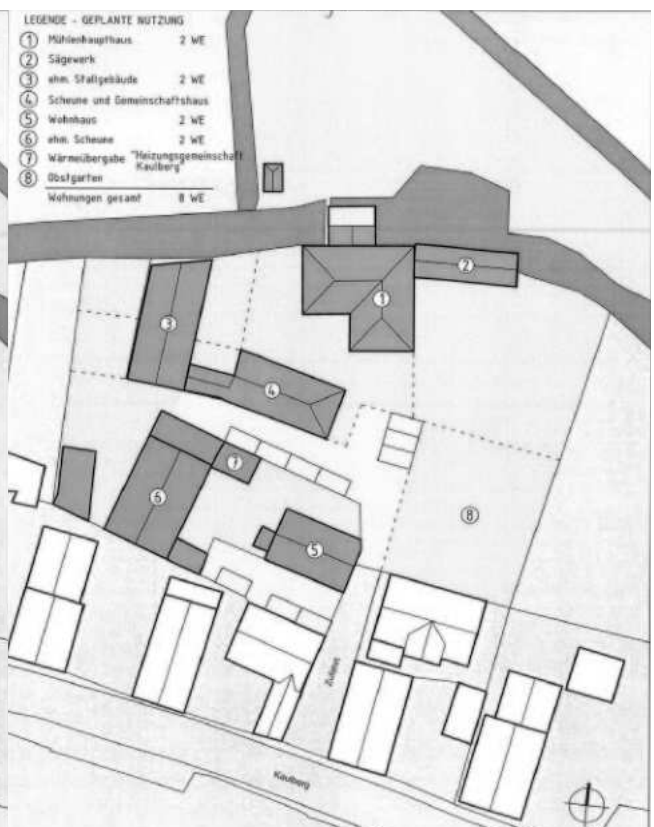 LEGENDE - GEPLANTE NUTZUNG
1 Mühlenhaupthaus 2 WE
2 Sägewerk
3 ehm. Stallgebäude 2 WE
4 Scheune und Gemeinschaftshaus
5 Wohnhaus 2 WE
6 ehm. Scheune 2 WE
7 Wärmeübergabe "Heizungsgemeinschaft
Kaulberg"
8 Obstgarten
Wohnungen gesamt 8 WE
2
1
3
4
7
6
8
5
Zufahrt
Kaulberg